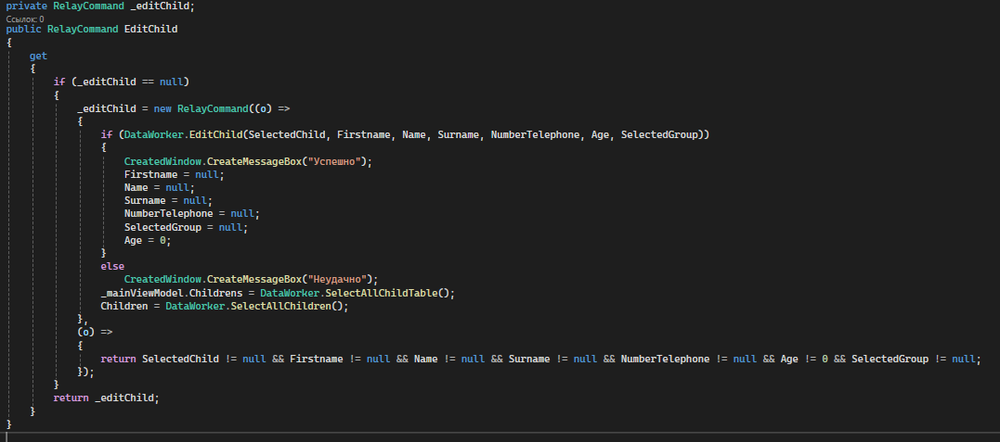 private RelayCommand _editChild;
Ссылок: 0
public RelayCommand EditChild
{
get
{
if (_editChild == null)
{
_editChild = new RelayCommand((o) =>
{
if (DataWorker.EditChild(SelectedChild, Firstname, Name, Surname, NumberTelephone, Age, SelectedGroup))
{
CreatedWindow.CreateMessageBox("Успешно");
Firstname = null;
Name = null;
Surname = null;
NumberTelephone = null;
SelectedGroup = null;
Age = 0;
}
else
CreatedWindow.CreateMessageBox("Неудачно");
_mainViewModel.Childrens = DataWorker.SelectAllChildTable();
Children = DataWorker.SelectAllChildren();
},
(o) =>
{
return SelectedChild != null && Firstname != null && Name != null && Surname != null && NumberTelephone != null && Age != 0 && SelectedGroup != null;
});
}
return _editChild;
}
}